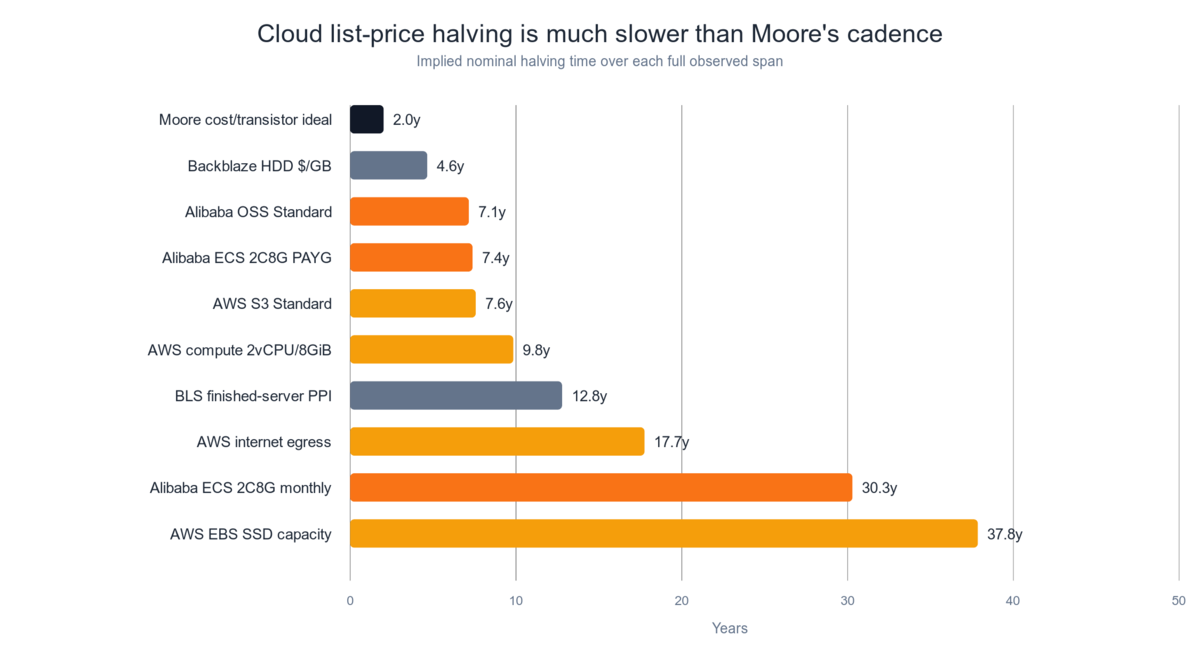 Cloud list-price halving is much slower than Moore's cadence
Implied nominal halving time over each full observed span
Moore cost/transistor ideal 2.0y
Backblaze HDD $/GB 4.6y
Alibaba OSS Standard 7.1y
Alibaba ECS 2C8G PAYG 7.4y
AWS S3 Standard 7.6y
AWS compute 2vCPU/8GiB 9.8y
BLS finished-server PPI 12.8y
AWS internet egress 17.7y
Alibaba ECS 2C8G monthly 30.3y
AWS EBS SSD capacity 37.8y
0 10 20 30 40 50
Years